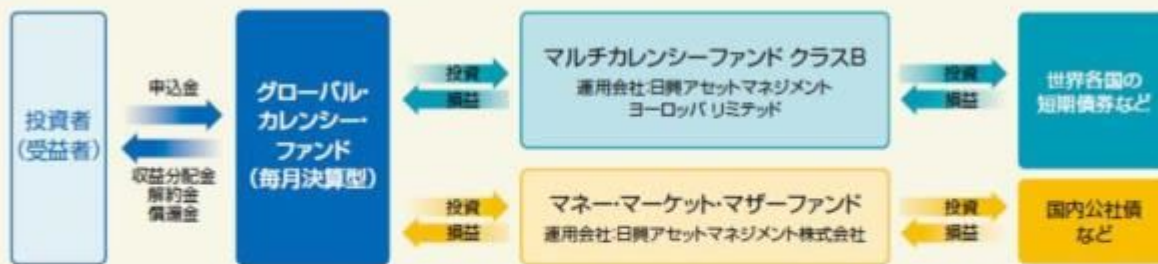 投資者
(受益者)
申込金
収益分配金
解約金
償還金
グローバル・
カレンシー・
ファンド
(毎月決算型)
投資
損益
マルチカレンシーファンド クラスB
運用会社:日興アセットマネジメント
ヨーロッパ リミテッド
投資
損益
世界各国の
短期債券など
投資
損益
マネー・マーケット・マザーファンド
運用会社:日興アセットマネジメント株式会社
投資
損益
国内公社債
など